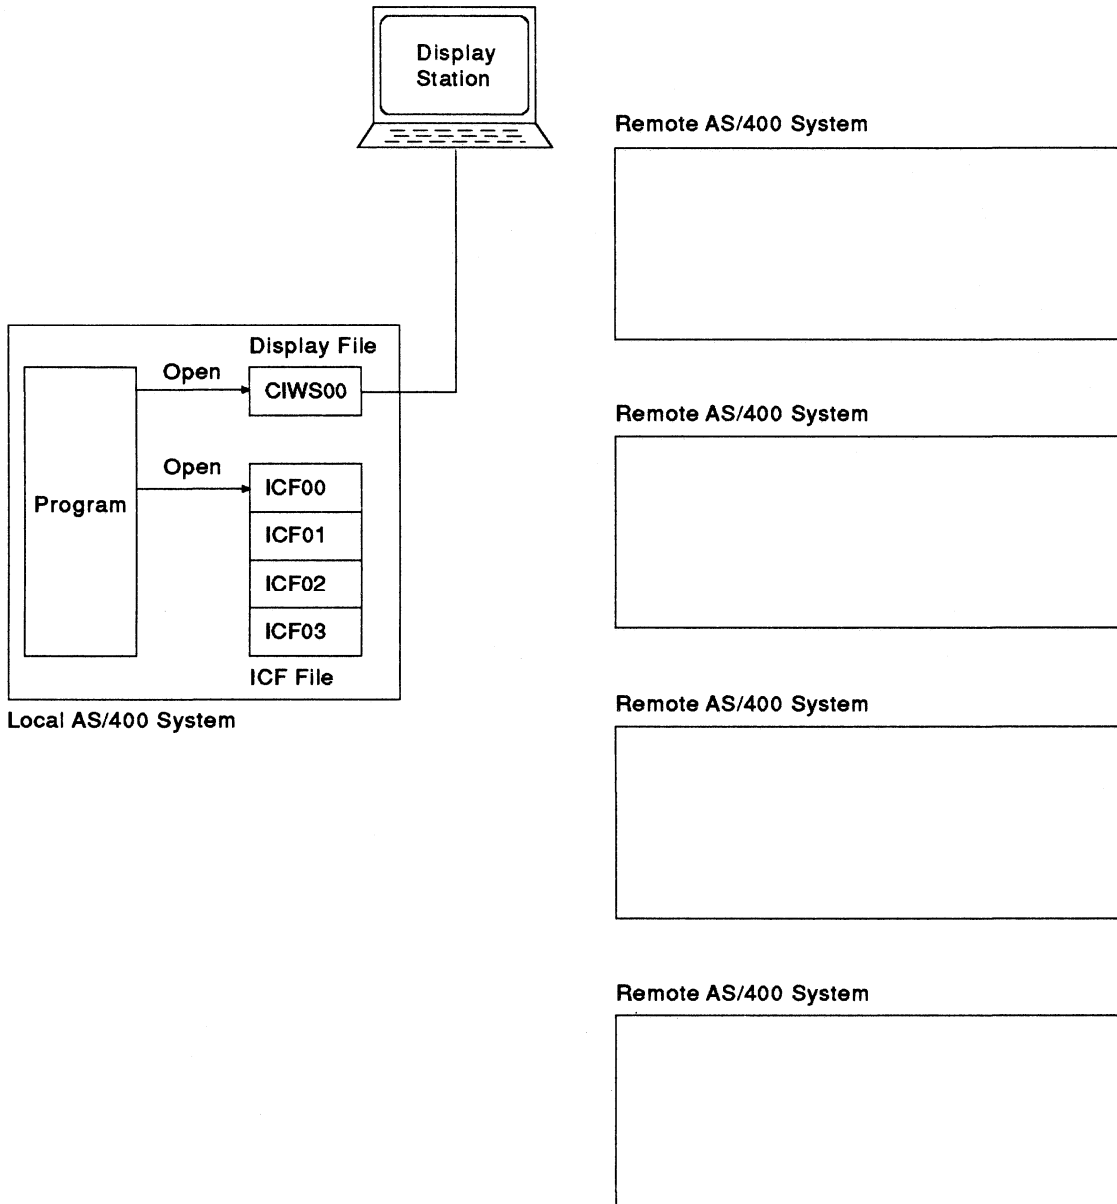 Display
Station
Remote AS/400 System
Display File
Open
CIWS00
Remote AS/400 System
Open
ICF00
Program
ICF01
ICF02
ICF03
ICF File
Local AS/400 System
Remote AS/400 System
Remote AS/400 System